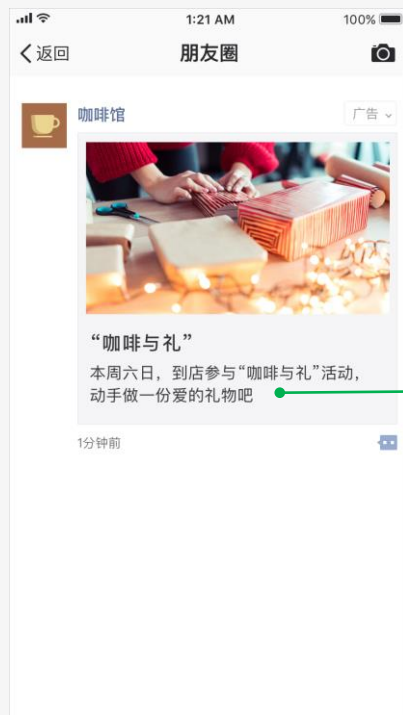 1:21 AM
100%
返回
朋友圈
咖啡馆
广告
“咖啡与礼”
本周六日，到店参与“咖啡与礼”活动，
动手做一份爱的礼物吧
1分钟前